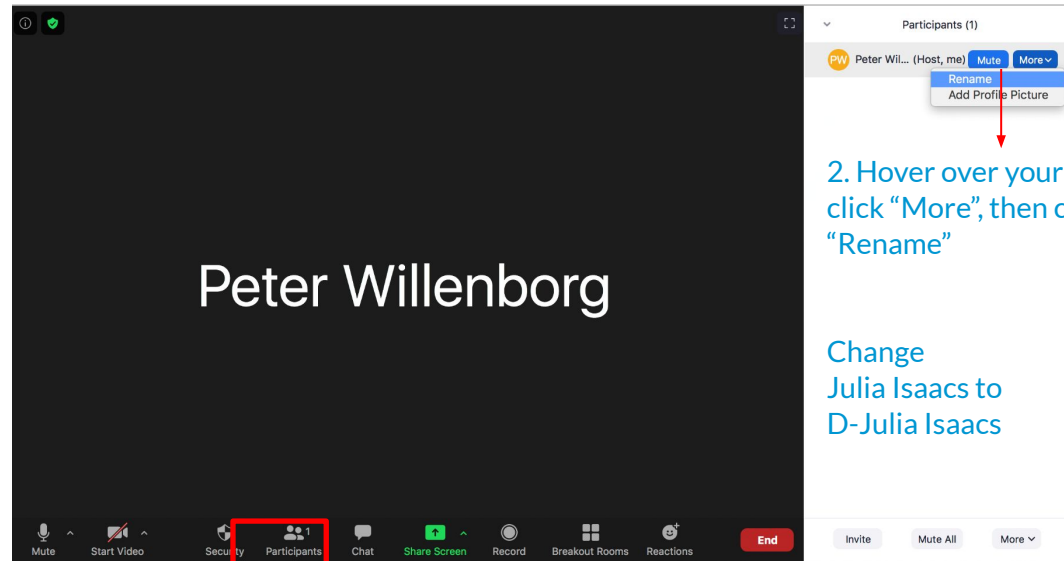 Participants (1)
PW Peter Wil... (Host, me) Mute More
Rename
Add Profile Picture
2. Hover over your
click “More”, then c
“Rename”
Peter Willenborg
Change
Julia Isaacs to
D-Julia Isaacs
1
Mute Start Video Security Participants Chat Share Screen Record Breakout Rooms Reactions End
Invite Mute All More